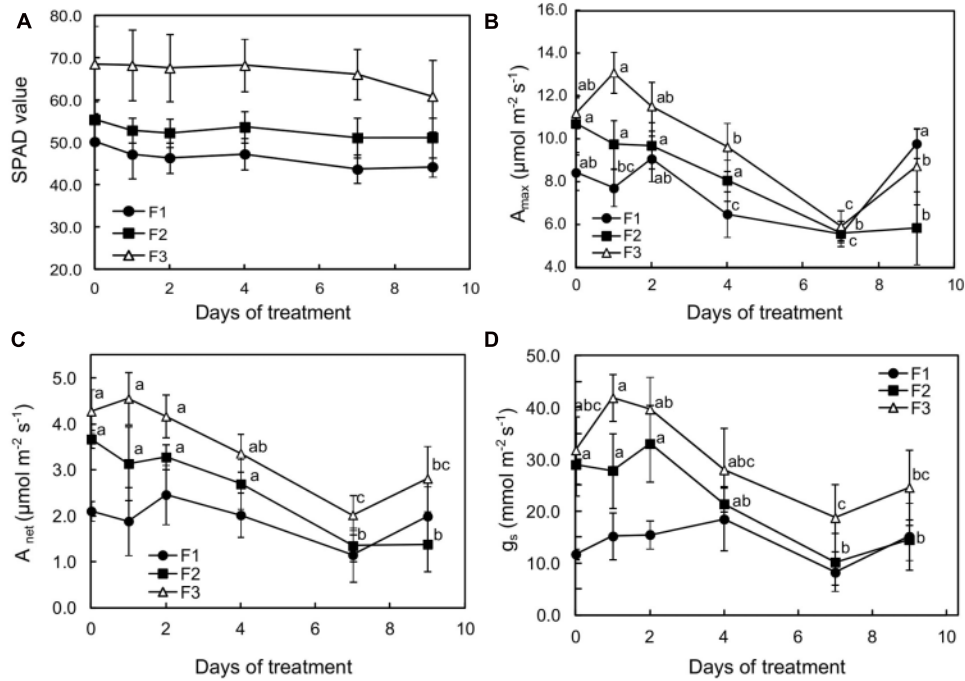 A
80.0
70.0
60.0
50.0
40.0
30.0
20.0
SPAD value
F1
F2
F3
0 2 4 6 8 10
Days of treatment
B
16.0
14.0
12.0
10.0
8.0
6.0
4.0
Amax (μmol m-2 s-1)
ab a ab b c b
a a a a b b
ab bc ab c c a
F1
F2
F3
0 2 4 6 8 10
Days of treatment
C
5.0
4.0
3.0
2.0
1.0
0.0
A net (μmol m-2 s-1)
a a a ab c bc
a a a a b b
F1
F2
F3
0 2 4 6 8 10
Days of treatment
D
50.0
40.0
30.0
20.0
10.0
0.0
gs (mmol m-2 s-1)
abc a ab abc c bc
a a a ab b b
F1
F2
F3
0 2 4 6 8 10
Days of treatment